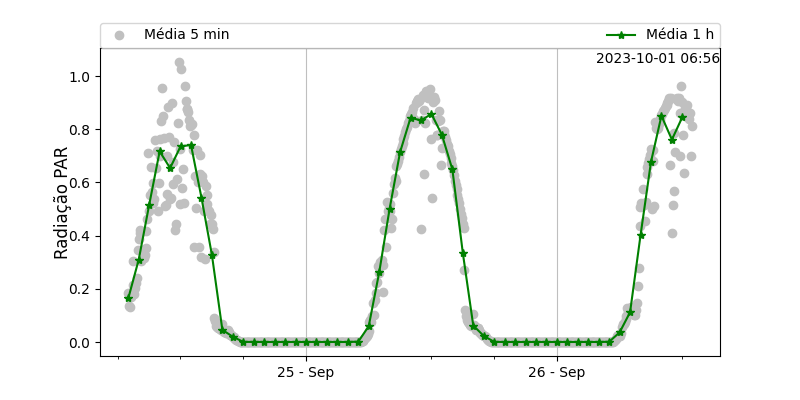 Média 5 min
Média 1 h
2023-10-01 06:56
Radiação PAR
1.0
0.8
0.6
0.4
0.2
0.0
25 - Sep
26 - Sep